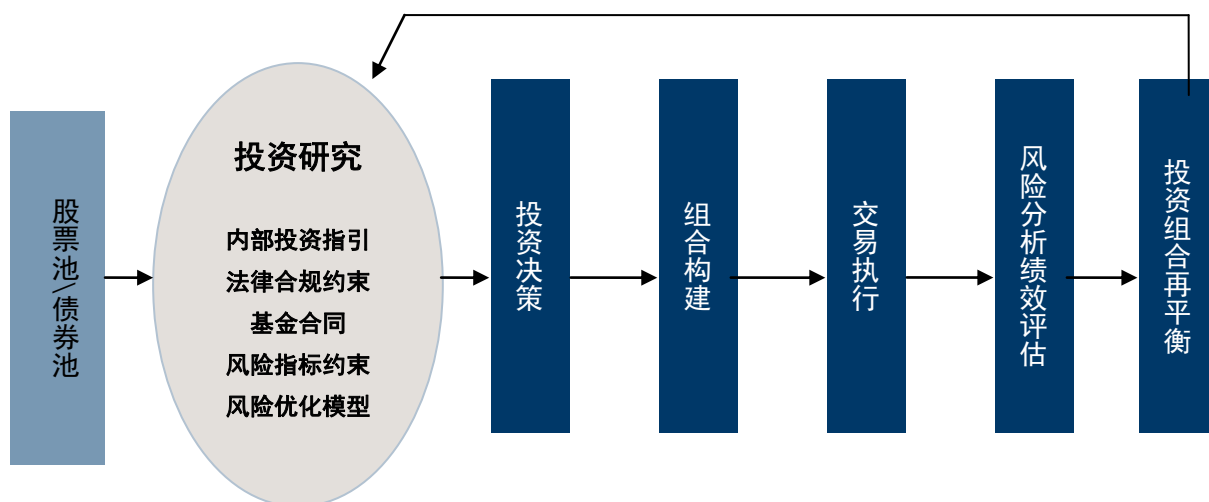 股票池\债券池
投资研究
内部投资指引
法律合规约束
基金合同
风险指标约束
风险优化模型
投资决策
组合构建
交易执行
风险分析绩效评估
投资组合再平衡